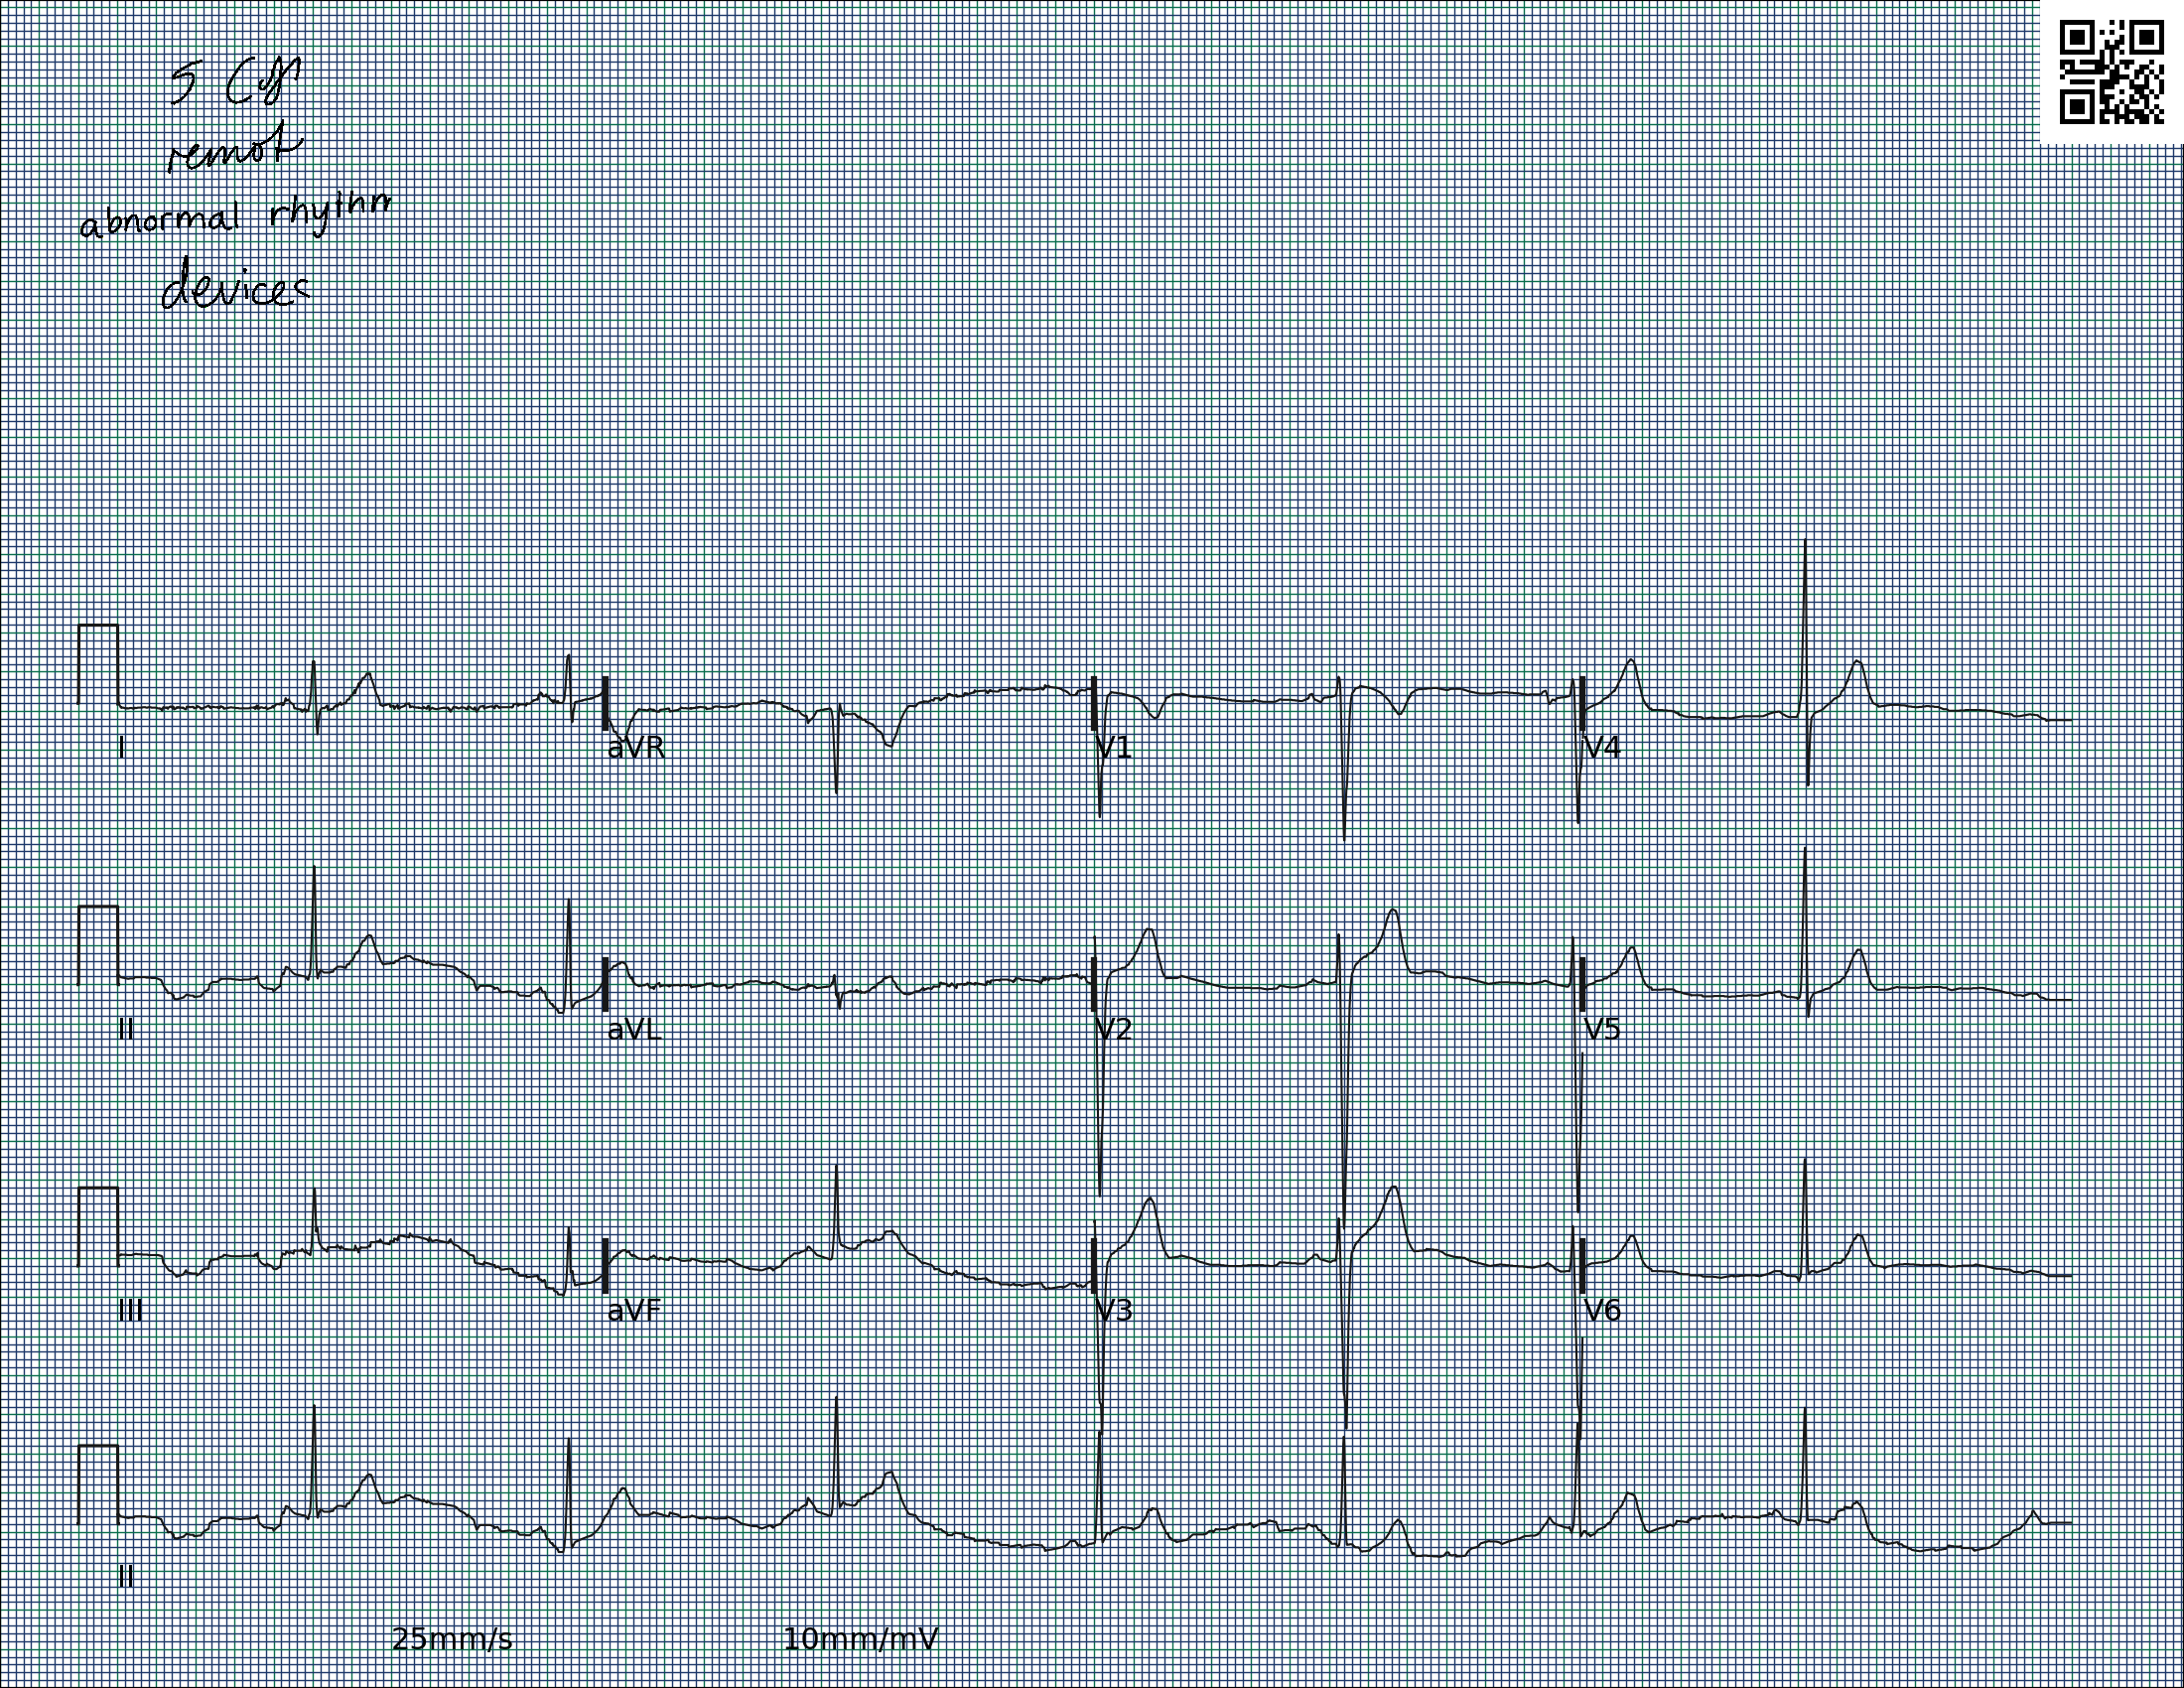 5
remot
abnormal rhythn
devices
I
aVR
V1
V4
II
aVL
V2
V5
III
aVF
V3
V6
II
25mm/s 10mm/mV